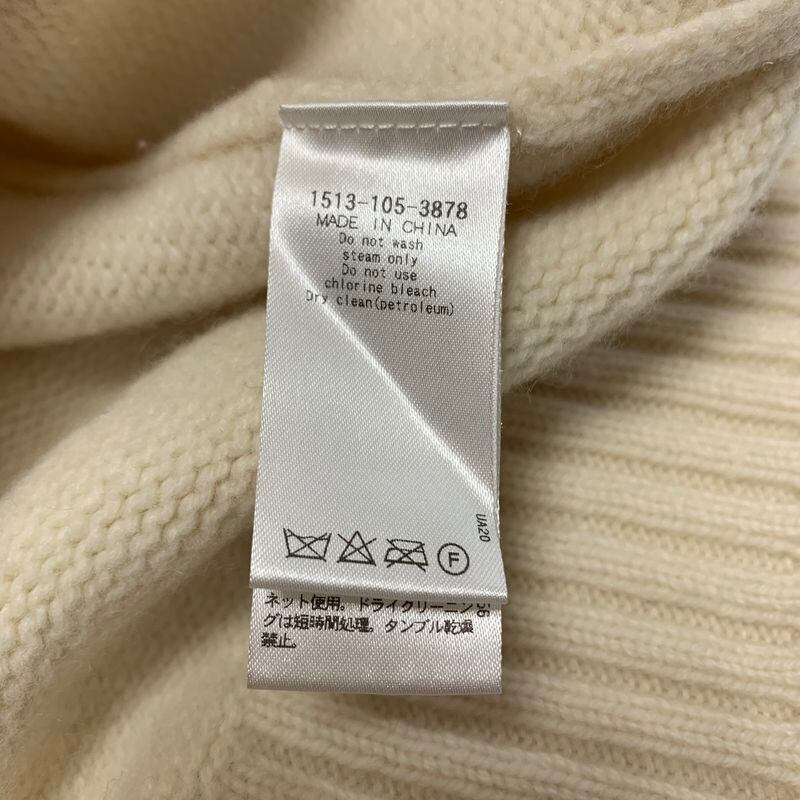 1513-105-3878
MADE IN CHINA
Do not wash
steam only
Do not use
chlorine bleach
Dry clean(petroleum)
UA20
F
ネット使用。ドライクリーニン
グは短時間処理。タンブル乾燥
禁止。